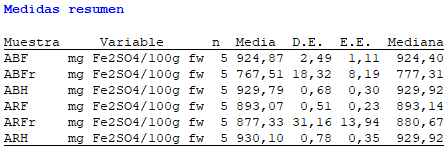 Medidas resumen
Muestra Variable n Media D.E. E.E. Mediana
ABF mg Fe2SO4/100g fw 5 924,87 2,49 1,11 924,40
ABFr mg Fe2SO4/100g fw 5 767,51 18,32 8,19 777,31
ABH mg Fe2SO4/100g fw 5 929,79 0,68 0,30 929,92
ARF mg Fe2SO4/100g fw 5 893,07 0,51 0,23 893,14
ARFr mg Fe2SO4/100g fw 5 877,33 31,16 13,94 880,67
ARH mg Fe2SO4/100g fw 5 930,10 0,78 0,35 929,92